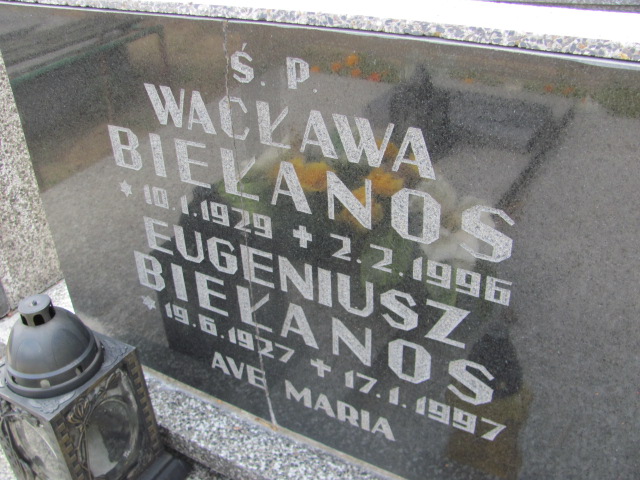 Ś. P.
WACŁAWA
BIEŁANOS
* 10.1.1929 + 2.2.1996
EUGENIUSZ
BIEŁANOS
* 19.6.1927 + 17.1.1997
AVE MARIA